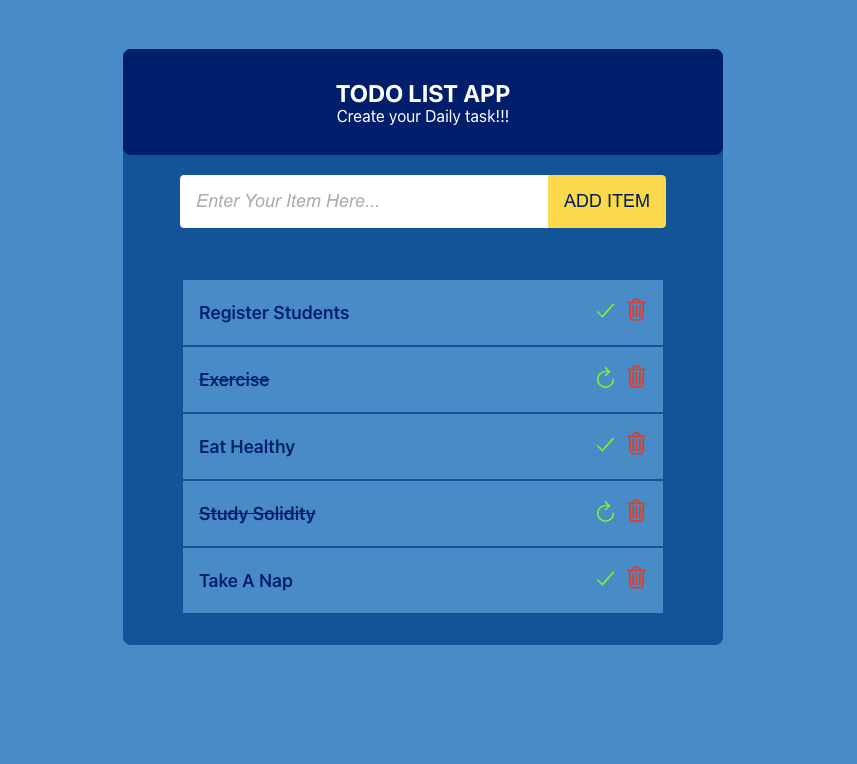 TODO LIST APP
Create your Daily task!!!
Enter Your Item Here...
ADD ITEM
Register Students
Exercise
Eat Healthy
Study Solidity
Take A Nap